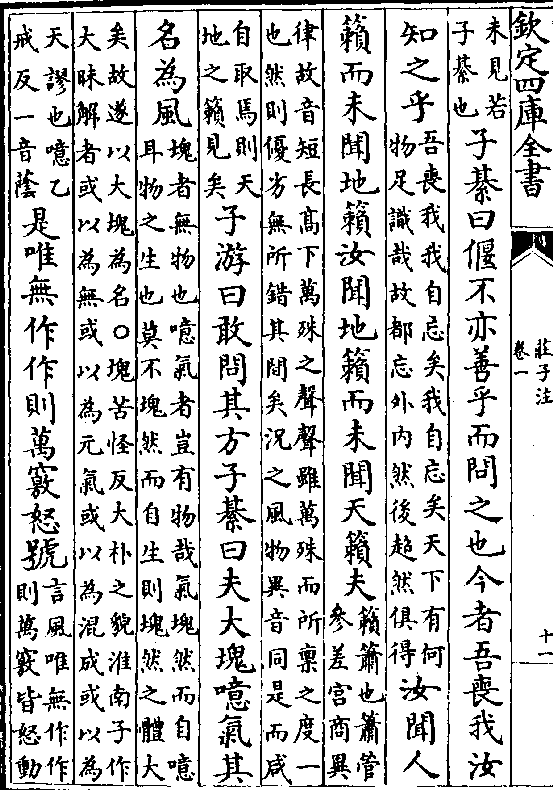 欽定四庫全書
莊子注
卷一
十一
未見若
子綦也
子綦曰偃不亦善乎而問之也今者吾喪我汝
知之乎
吾喪我我自忘矣我自忘矣天下有何
物足識哉故都忘外内然後超然俱得
汝聞人
籟而未聞地籟汝聞地籟而未聞天籟夫
籟簫也簫管
參差宫商異
律故音短長髙下萬殊之聲聲雖萬殊而所禀之度一
也然則優劣無所錯其間矣況之風物異音同是而咸
自取焉則天
地之籟見矣
子游曰敢問其方子綦曰夫大塊噫氣其
名為風
塊者無物也噫氣者豈有物哉氣塊然而自噫
耳物之生也莫不塊然而自生則塊然之體大
矣故遂以大塊為名○塊苦怪反大朴之貌淮南子作
大昧解者或以為無或以為元氣或以為混成或以為
天謬也噫乙
戒反一音蔭
是唯無作作則萬竅怒號
言風唯無作作
則萬竅皆怒動